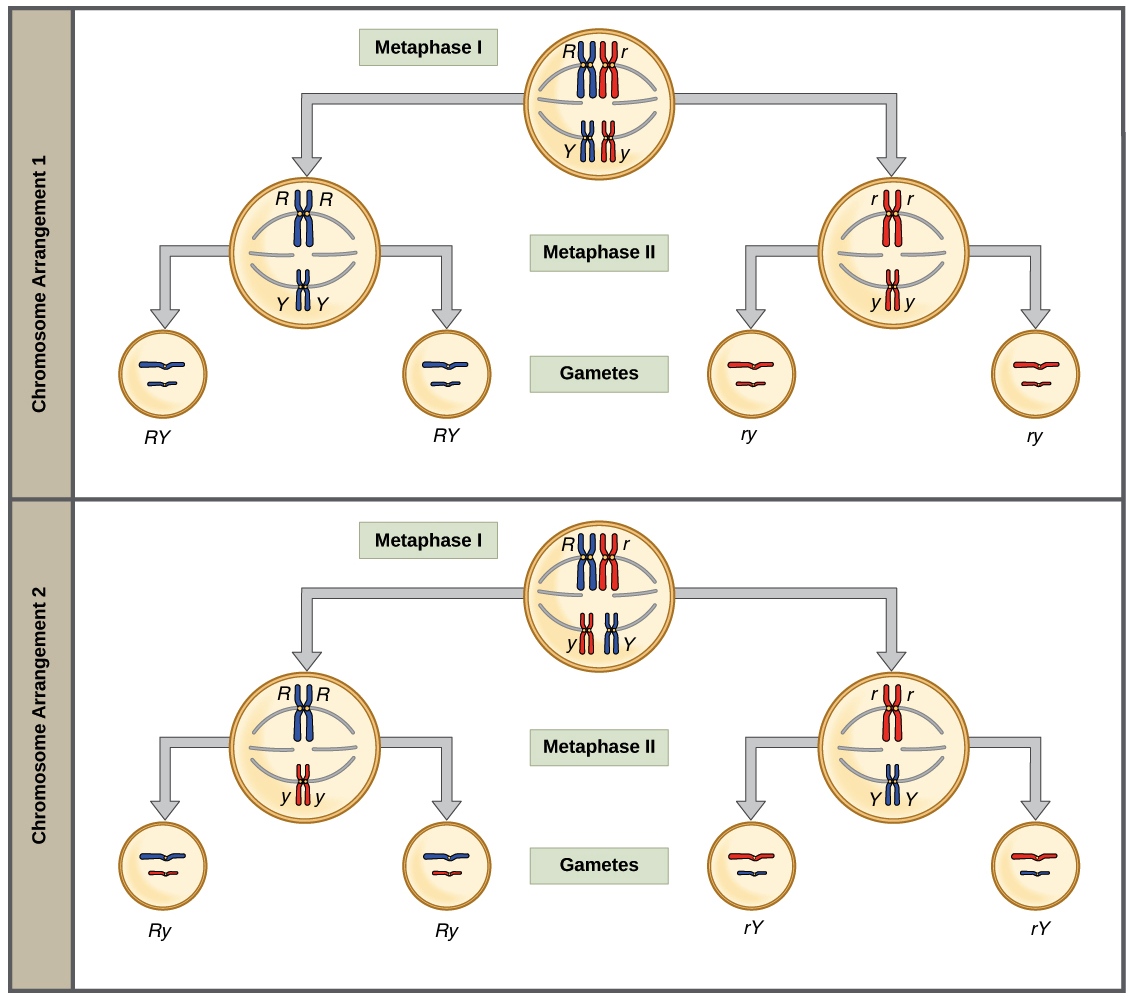 Chromosome Arrangement 1
Metaphase I
R r
Y y
R R
r r
Metaphase II
Y Y
y y
Gametes
RY RY ry ry
Chromosome Arrangement 2
Metaphase I
R r
y Y
R R
r r
Metaphase II
y y
Y Y
Gametes
Ry Ry rY rY